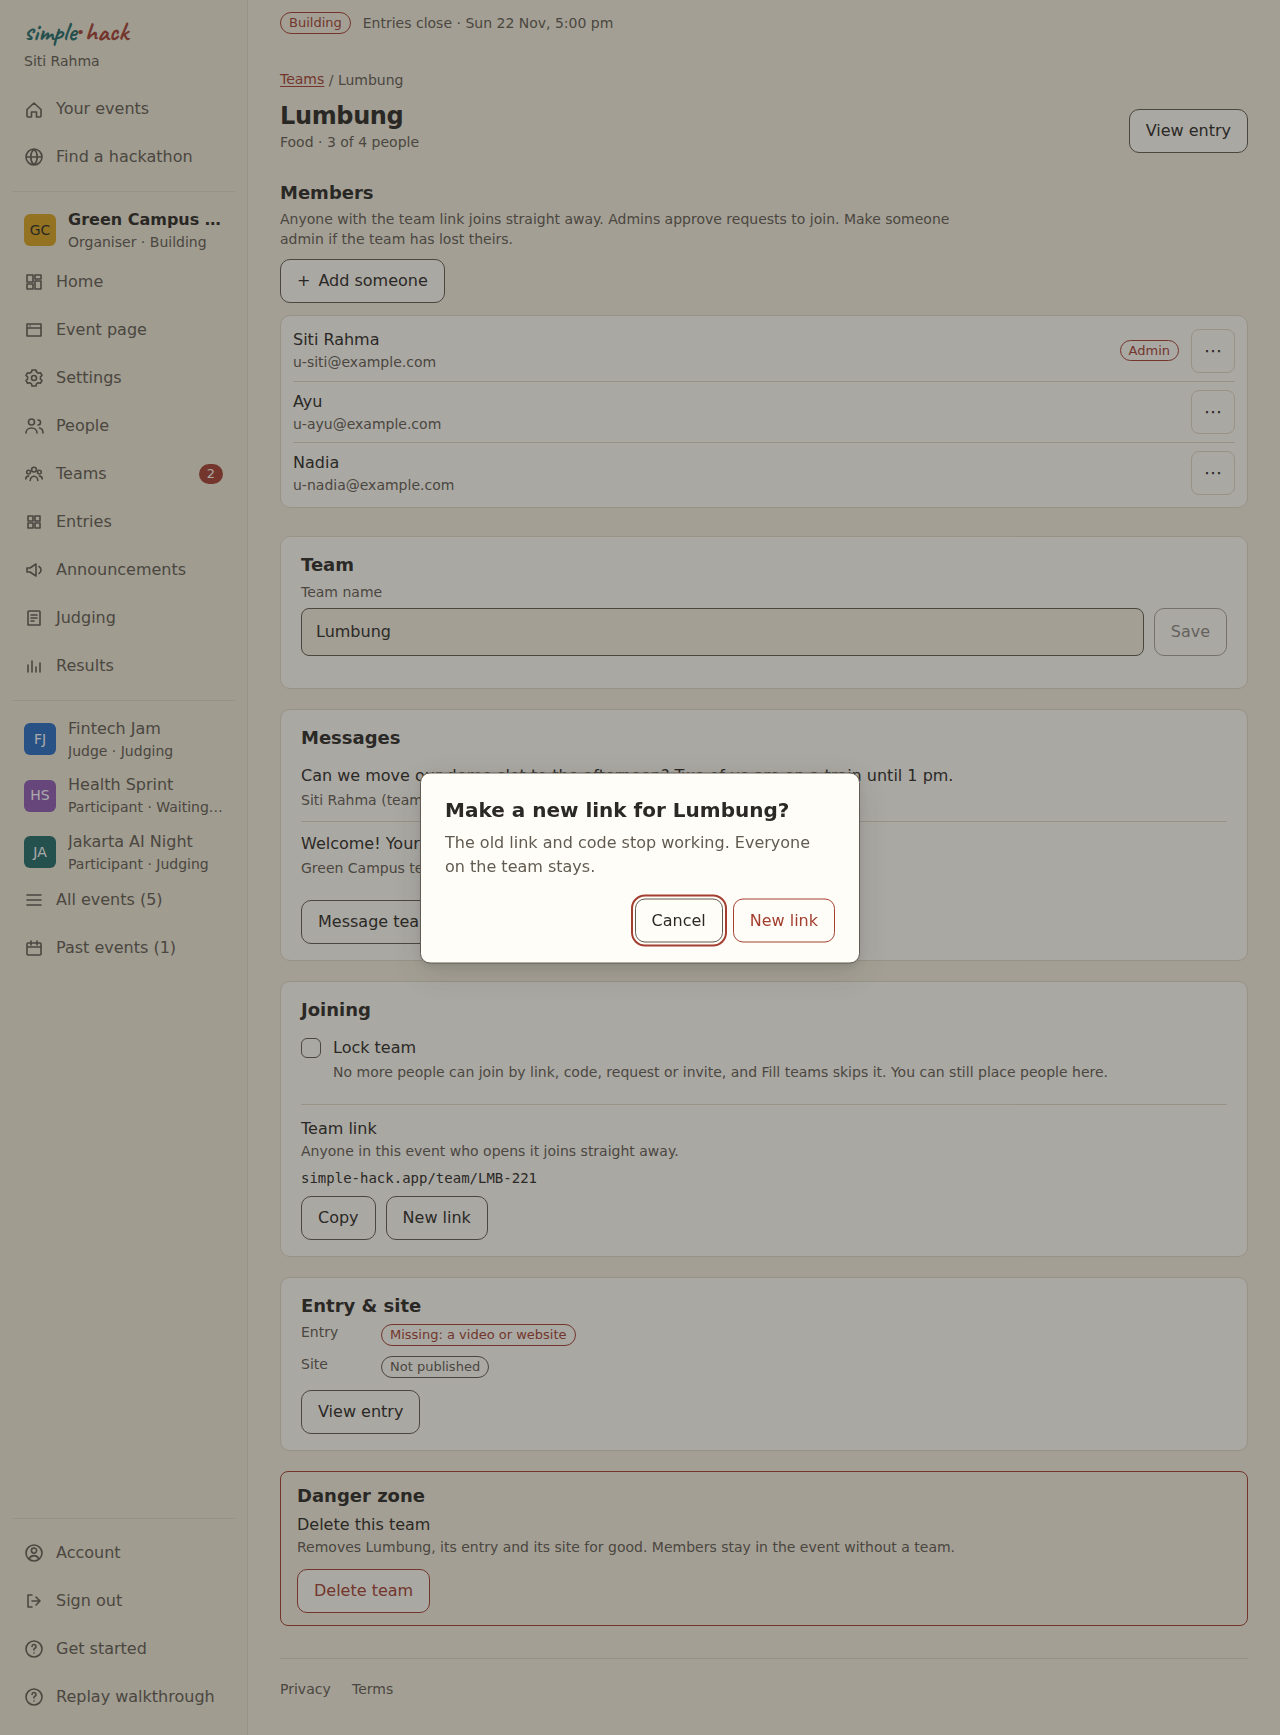 simple·hack
Siti Rahma
Your events
Find a hackathon
GC
Green Campus ...
Organiser · Building
Home
Event page
Settings
People
Teams
2
Entries
Announcements
Judging
Results
FJ
Fintech Jam
Judge · Judging
HS
Health Sprint
Participant · Waiting...
JA
Jakarta AI Night
Participant · Judging
All events (5)
Past events (1)
Account
Sign out
Get started
Replay walkthrough
Building
Entries close · Sun 22 Nov, 5:00 pm
Teams / Lumbung
Lumbung
Food · 3 of 4 people
View entry
Members
Anyone with the team link joins straight away. Admins approve requests to join. Make someone
admin if the team has lost theirs.
+ Add someone
Siti Rahma
u-siti@example.com
Admin
Ayu
u-ayu@example.com
Nadia
u-nadia@example.com
Team
Team name
Lumbung
Save
Messages
Can we move our demo slot to the afternoon? Two of us are on a train until 1 pm.
Siti Rahma (team
Welcome! Your
Green Campus te
Message tea
Make a new link for Lumbung?
The old link and code stop working. Everyone
on the team stays.
Cancel
New link
Joining
Lock team
No more people can join by link, code, request or invite, and Fill teams skips it. You can still place people here.
Team link
Anyone in this event who opens it joins straight away.
simple-hack.app/team/LMB-221
Copy
New link
Entry & site
Entry
Missing: a video or website
Site
Not published
View entry
Danger zone
Delete this team
Removes Lumbung, its entry and its site for good. Members stay in the event without a team.
Delete team
Privacy
Terms